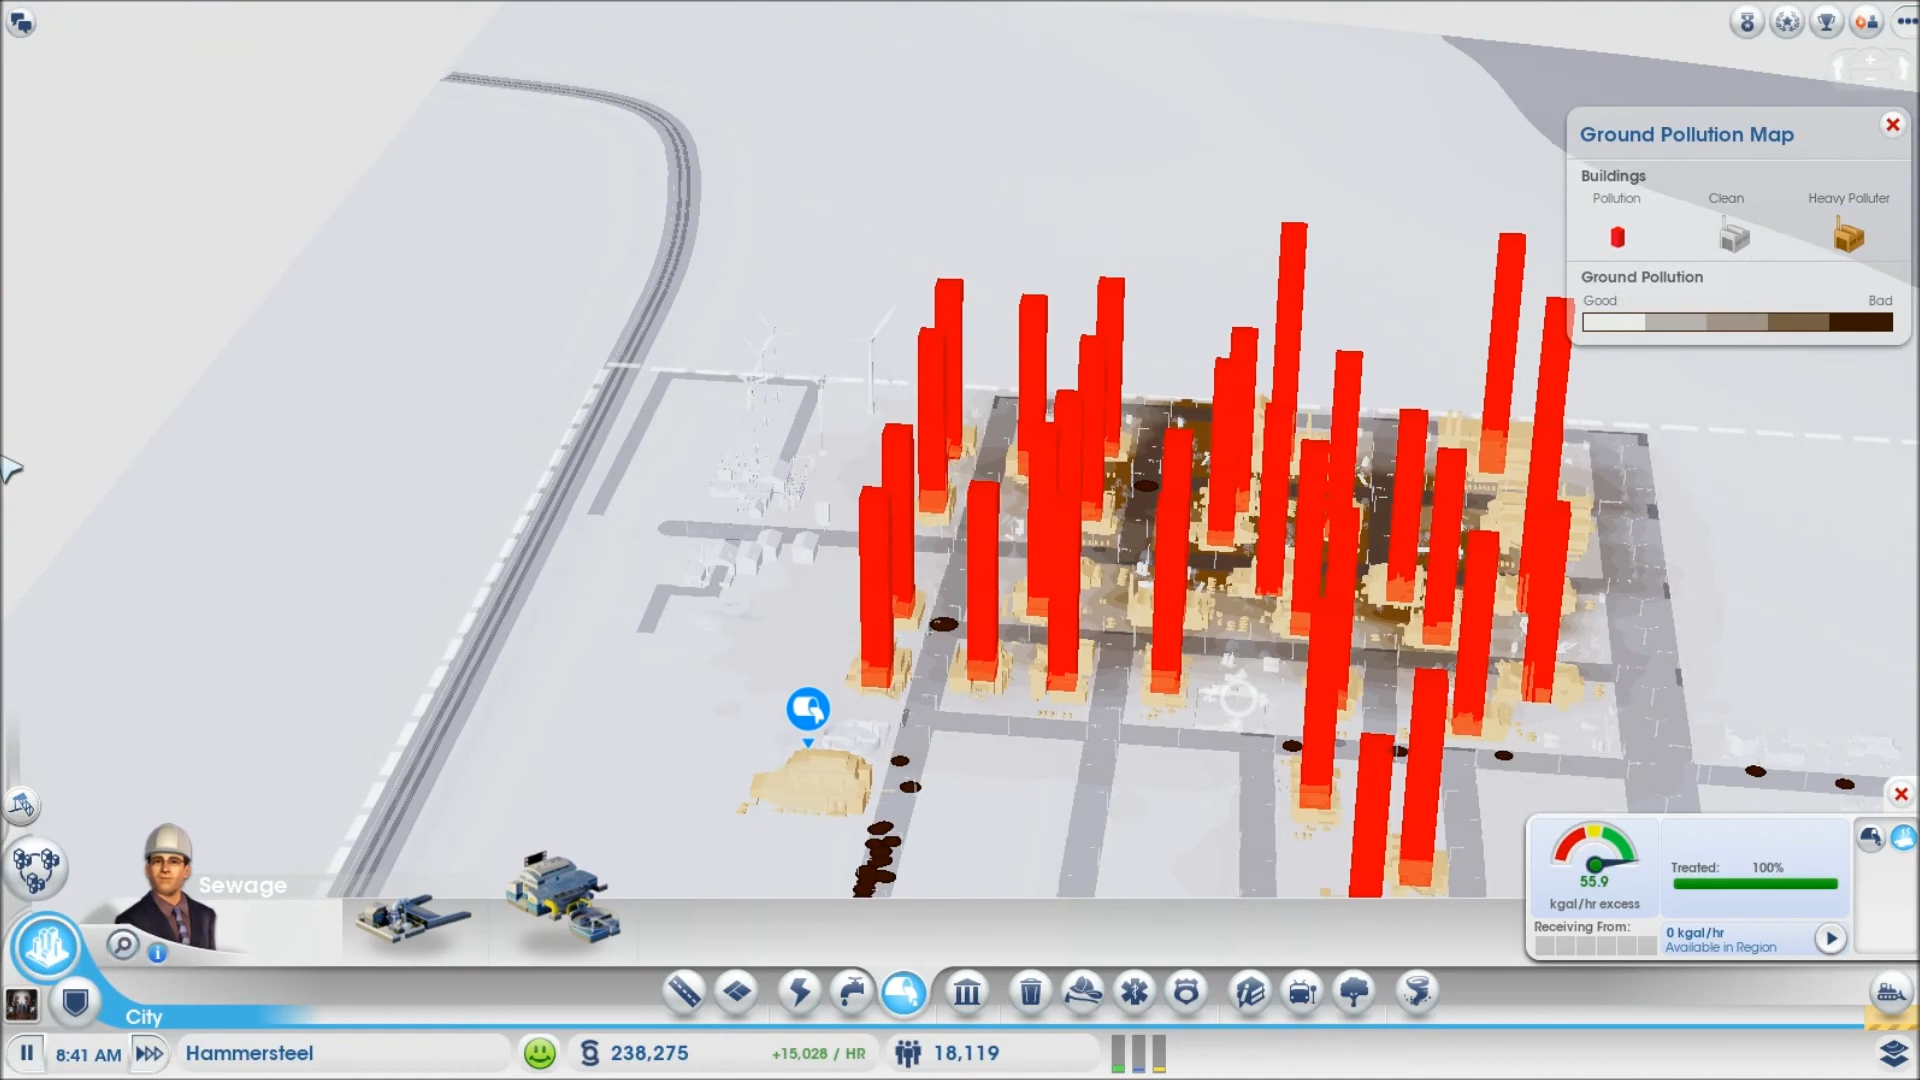 Ground Pollution Map
Buildings
Pollution Clean Heavy Polluter
Ground Pollution
Good Bad
Sewage
55.9
kgal/hr excess
Treated: 100%
Receiving From:
0 kgal/hr
Available in Region
City
8:41 AM
Hammersteel
238,275
+15,028 / HR
18,119